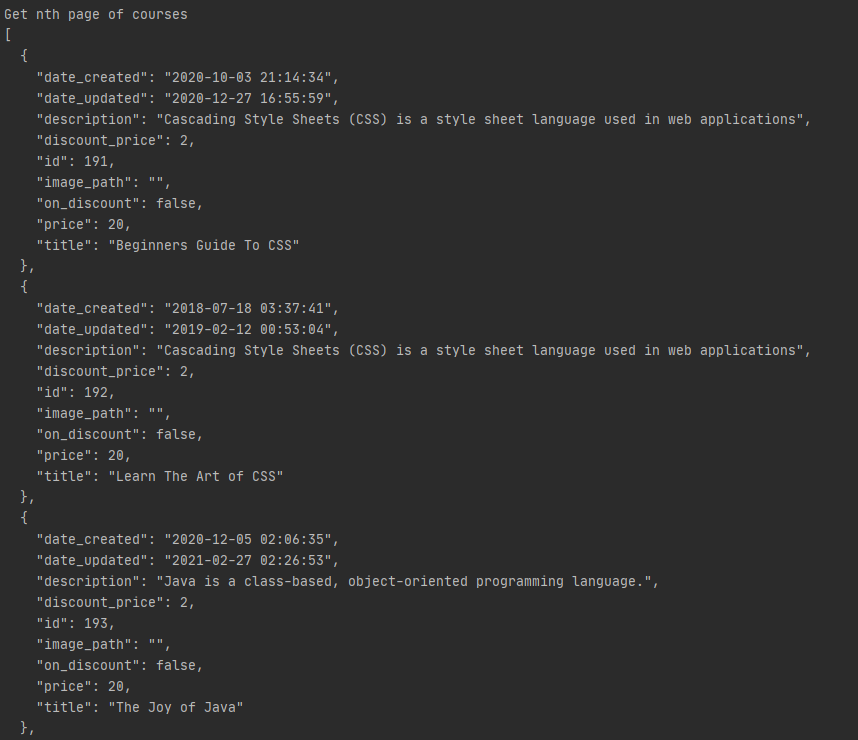 Get nth page of courses
[
  {
    "date_created": "2020-10-03 21:14:34",
    "date_updated": "2020-12-27 16:55:59",
    "description": "Cascading Style Sheets (CSS) is a style sheet language used in web applications",
    "discount_price": 2,
    "id": 191,
    "image_path": "",
    "on_discount": false,
    "price": 20,
    "title": "Beginners Guide To CSS"
  },
  {
    "date_created": "2018-07-18 03:37:41",
    "date_updated": "2019-02-12 00:53:04",
    "description": "Cascading Style Sheets (CSS) is a style sheet language used in web applications",
    "discount_price": 2,
    "id": 192,
    "image_path": "",
    "on_discount": false,
    "price": 20,
    "title": "Learn The Art of CSS"
  },
  {
    "date_created": "2020-12-05 02:06:35",
    "date_updated": "2021-02-27 02:26:53",
    "description": "Java is a class-based, object-oriented programming language.",
    "discount_price": 2,
    "id": 193,
    "image_path": "",
    "on_discount": false,
    "price": 20,
    "title": "The Joy of Java"
  },